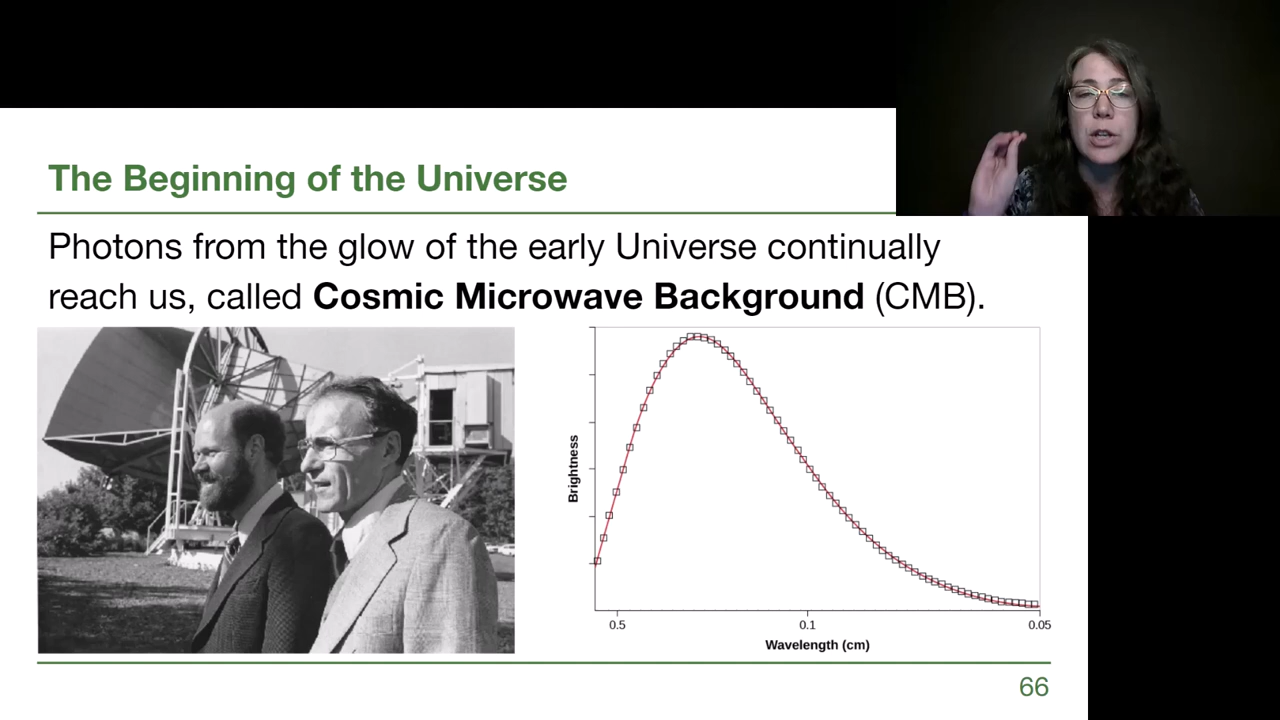 The Beginning of the Universe
Photons from the glow of the early Universe continually
reach us, called Cosmic Microwave Background (CMB).
Brightness
0.5
0.1
0.05
Wavelength (cm)
66